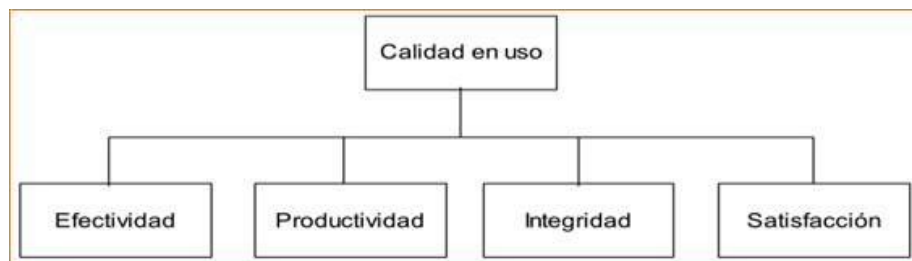 Calidad en uso
Efectividad
Productividad
Integridad
Satisfacción